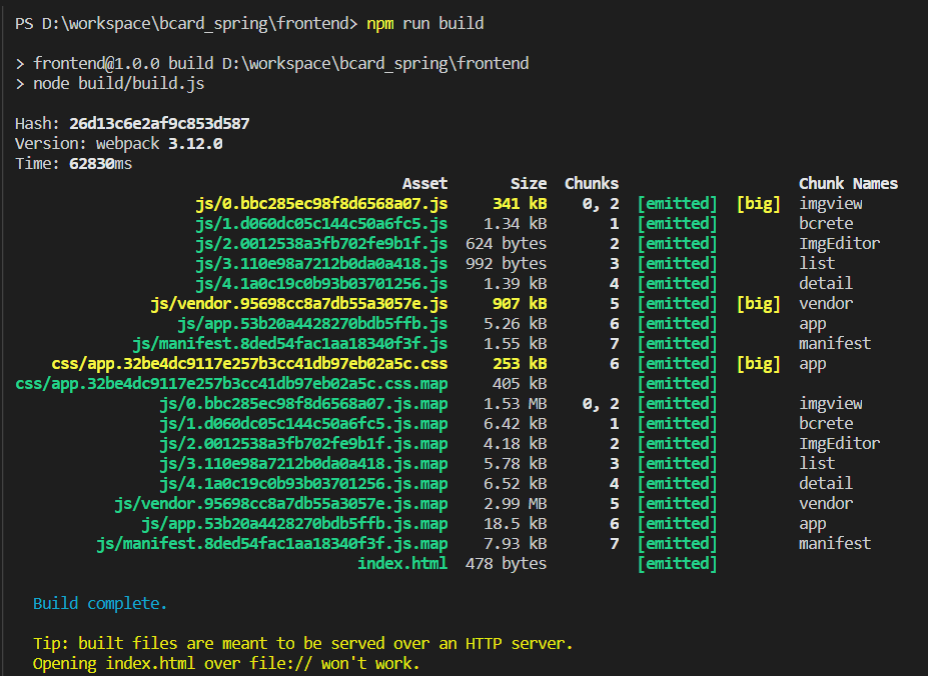 PS D:\workspace\bcard_spring\frontend> npm run build
> frontend@1.0.0 build D:\workspace\bcard_spring\frontend
> node build/build.js
Hash: 26d13c6e2af9c853d587
Version: webpack 3.12.0
Time: 62830ms
Asset Size Chunks Chunk Names
js/0.bbc285ec98f8d6568a07.js 341 kB 0, 2 [emitted] [big] imgview
js/1.d060dc05c144c50a6fc5.js 1.34 kB 1 [emitted] bcrete
js/2.0012538a3fb702fe9b1f.js 624 bytes 2 [emitted] ImgEditor
js/3.110e98a7212b0da0a418.js 992 bytes 3 [emitted] list
js/4.1a0c19c0b93b03701256.js 1.39 kB 4 [emitted] detail
js/vendor.95698cc8a7db55a3057e.js 907 kB 5 [emitted] [big] vendor
js/app.53b20a4428270bdb5ffb.js 5.26 kB 6 [emitted] app
js/manifest.8ded54fac1aa18340f3f.js 1.55 kB 7 [emitted] manifest
css/app.32be4dc9117e257b3cc41db97eb02a5c.css 253 kB 6 [emitted] [big] app
css/app.32be4dc9117e257b3cc41db97eb02a5c.css.map 405 kB [emitted]
js/0.bbc285ec98f8d6568a07.js.map 1.53 MB 0, 2 [emitted] imgview
js/1.d060dc05c144c50a6fc5.js.map 6.42 kB 1 [emitted] bcrete
js/2.0012538a3fb702fe9b1f.js.map 4.18 kB 2 [emitted] ImgEditor
js/3.110e98a7212b0da0a418.js.map 5.78 kB 3 [emitted] list
js/4.1a0c19c0b93b03701256.js.map 6.52 kB 4 [emitted] detail
js/vendor.95698cc8a7db55a3057e.js.map 2.99 MB 5 [emitted] vendor
js/app.53b20a4428270bdb5ffb.js.map 18.5 kB 6 [emitted] app
js/manifest.8ded54fac1aa18340f3f.js.map 7.93 kB 7 [emitted] manifest
index.html 478 bytes [emitted]
Build complete.
Tip: built files are meant to be served over an HTTP server.
Opening index.html over file:// won't work.